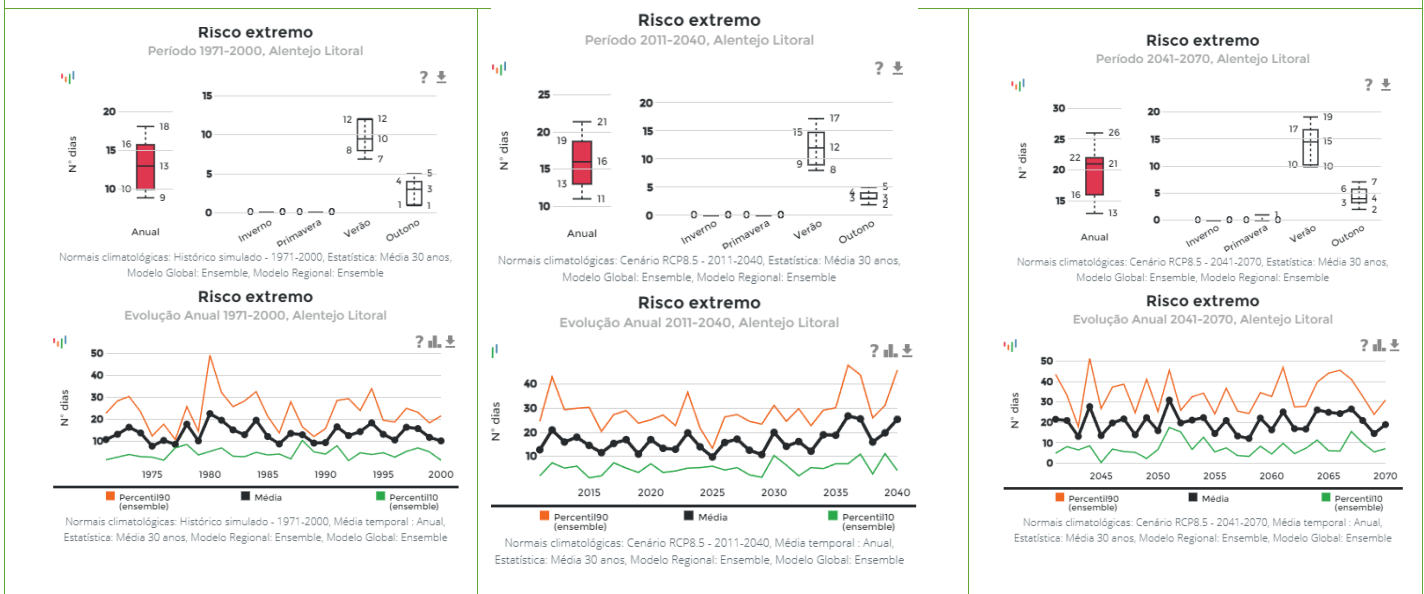 Risco extremo
Período 1971-2000, Alentejo Litoral
?
N° dias
20
15
10
16
10
18
13
9
Anual
15
10
5
0
0 0
0 0
12 12
10
8 7
4 5
3
1 1
Inverno
Primavera
Verão
Outono
Normais climatológicas: Histórico simulado - 1971-2000, Estatística: Média 30 anos,
Modelo Global: Ensemble, Modelo Regional: Ensemble
Risco extremo
Evolução Anual 1971-2000, Alentejo Litoral
?
N° dias
50
40
30
20
10
1975
1980
1985
1990
1995
2000
Percentil90
(ensemble)
Média
Percentil10
(ensemble)
Normais climatológicas: Histórico simulado - 1971-2000, Média temporal : Anual,
Estatística: Média 30 anos, Modelo Regional: Ensemble, Modelo Global: Ensemble
Risco extremo
Período 2011-2040, Alentejo Litoral
?
N° dias
25
20
15
10
19
13
21
16
11
Anual
20
15
10
5
0
0 0
0 0
15 17
12
9 8
4 5
3 3
2
Inverno
Primavera
Verão
Outono
Normais climatológicas: Cenário RCP8.5 - 2011-2040, Estatística: Média 30 anos,
Modelo Global: Ensemble, Modelo Regional: Ensemble
Risco extremo
Evolução Anual 2011-2040, Alentejo Litoral
?
N° dias
40
30
20
10
2015
2020
2025
2030
2035
2040
Percentil90
(ensemble)
Média
Percentil10
(ensemble)
Normais climatológicas: Cenário RCP8.5 - 2011-2040, Média temporal : Anual,
Estatística: Média 30 anos, Modelo Regional: Ensemble, Modelo Global: Ensemble
Risco extremo
Período 2041-2070, Alentejo Litoral
?
N° dias
30
25
20
15
22
16
26
21
13
Anual
20
15
10
5
0
0 0
0 1
17 19
15
10 10
6 7
3 4
2
Inverno
Primavera
Verão
Outono
Normais climatológicas: Cenário RCP8.5 - 2041-2070, Estatística: Média 30 anos,
Modelo Global: Ensemble, Modelo Regional: Ensemble
Risco extremo
Evolução Anual 2041-2070, Alentejo Litoral
?
N° dias
50
40
30
20
10
0
2045
2050
2055
2060
2065
2070
Percentil90
(ensemble)
Média
Percentil10
(ensemble)
Normais climatológicas: Cenário RCP8.5 - 2041-2070, Média temporal : Anual,
Estatística: Média 30 anos, Modelo Regional: Ensemble, Modelo Global: Ensemble